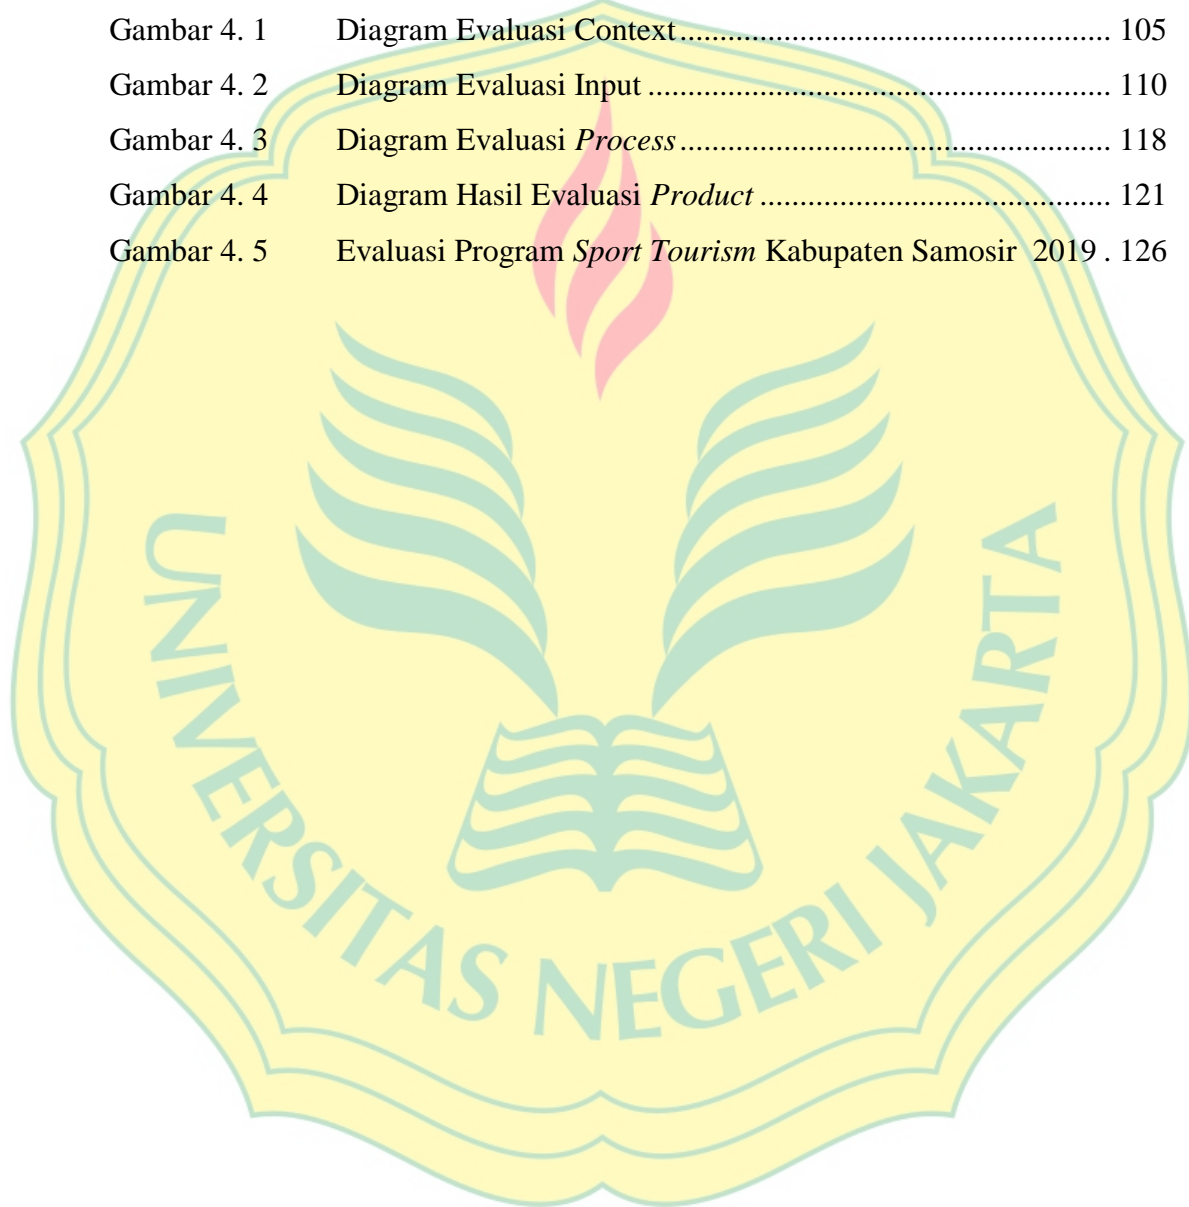 Gambar 4. 1 Diagram Evaluasi Context ...................................................... 105
Gambar 4. 2 Diagram Evaluasi Input .......................................................... 110
Gambar 4. 3 Diagram Evaluasi Process ...................................................... 118
Gambar 4. 4 Diagram Hasil Evaluasi Product ............................................ 121
Gambar 4. 5 Evaluasi Program Sport Tourism Kabupaten Samosir 2019 . 126
UNIVERSITAS NEGERI JAKARTA